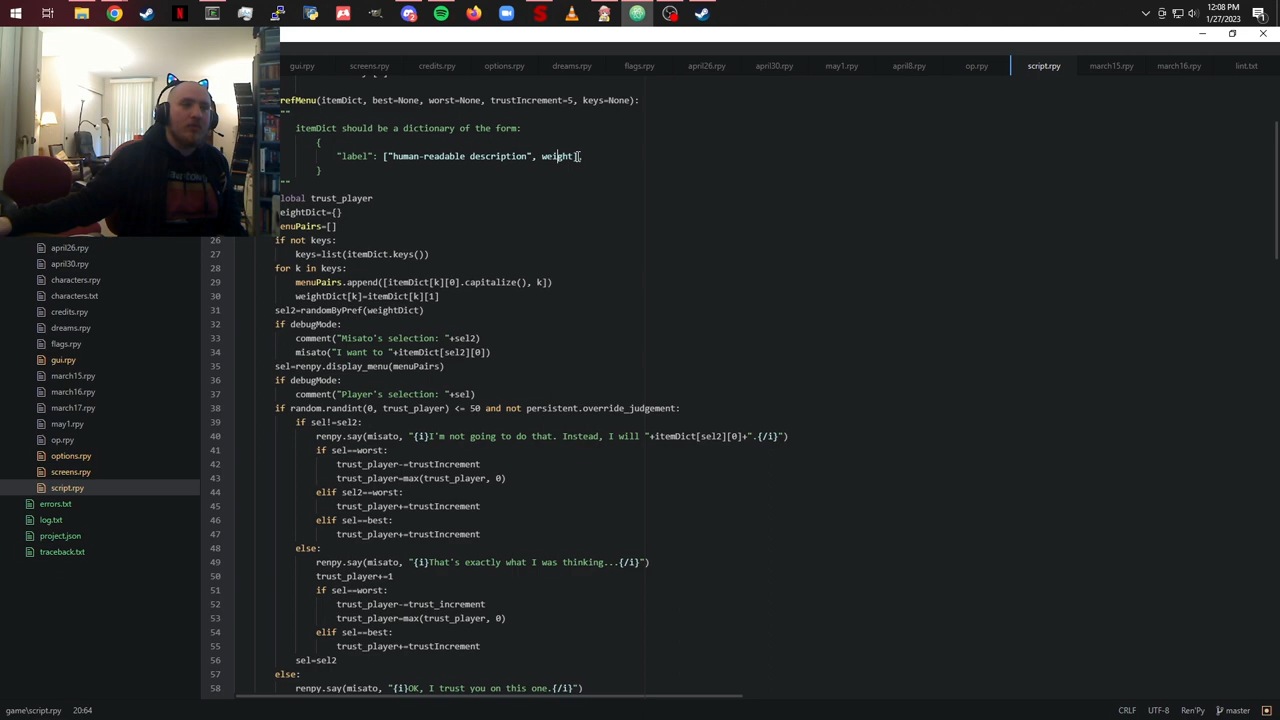 12:08 PM
1/27/2023
gui.rpy screens.rpy credits.rpy options.rpy dreams.rpy flags.rpy april26.rpy april30.rpy may1.rpy april8.rpy op.rpy script.rpy march15.rpy march16.rpy lint.txt
refMenu(itemDict, best=None, worst=None, trustIncrement=5, keys=None):
""
itemDict should be a dictionary of the form:
{
"label": ["human-readable description", weight]
}
""
lobal trust_player
eightDict={}
enuPairs=[]
26 if not keys:
27 keys=list(itemDict.keys())
28 for k in keys:
29 menuPairs.append([itemDict[k][0].capitalize(), k])
30 weightDict[k]=itemDict[k][1]
31 sel2=randomByPref(weightDict)
32 if debugMode:
33 comment("Misato's selection: "+sel2)
34 misato("I want to "+itemDict[sel2][0])
35 sel=renpy.display_menu(menuPairs)
36 if debugMode:
37 comment("Player's selection: "+sel)
38 if random.randint(0, trust_player) <= 50 and not persistent.override_judgement:
39 if sel!=sel2:
40 renpy.say(misato, "{i}I'm not going to do that. Instead, I will "+itemDict[sel2][0]+".{/i}")
41 if sel==worst:
42 trust_player-=trustIncrement
43 trust_player=max(trust_player, 0)
44 elif sel2==worst:
45 trust_player+=trustIncrement
46 elif sel==best:
47 trust_player+=trustIncrement
48 else:
49 renpy.say(misato, "{i}That's exactly what I was thinking...{/i}")
50 trust_player+=1
51 if sel==worst:
52 trust_player-=trust_increment
53 trust_player=max(trust_player, 0)
54 elif sel==best:
55 trust_player+=trustIncrement
56 sel=sel2
57 else:
58 renpy.say(misato, "{i}OK, I trust you on this one.{/i}")
april26.rpy
april30.rpy
characters.rpy
characters.txt
credits.rpy
dreams.rpy
flags.rpy
gui.rpy
march15.rpy
march16.rpy
march17.rpy
may1.rpy
op.rpy
options.rpy
screens.rpy
script.rpy
errors.txt
log.txt
project.json
traceback.txt
game\script.rpy 20:64 CRLF UTF-8 Ren'Py master